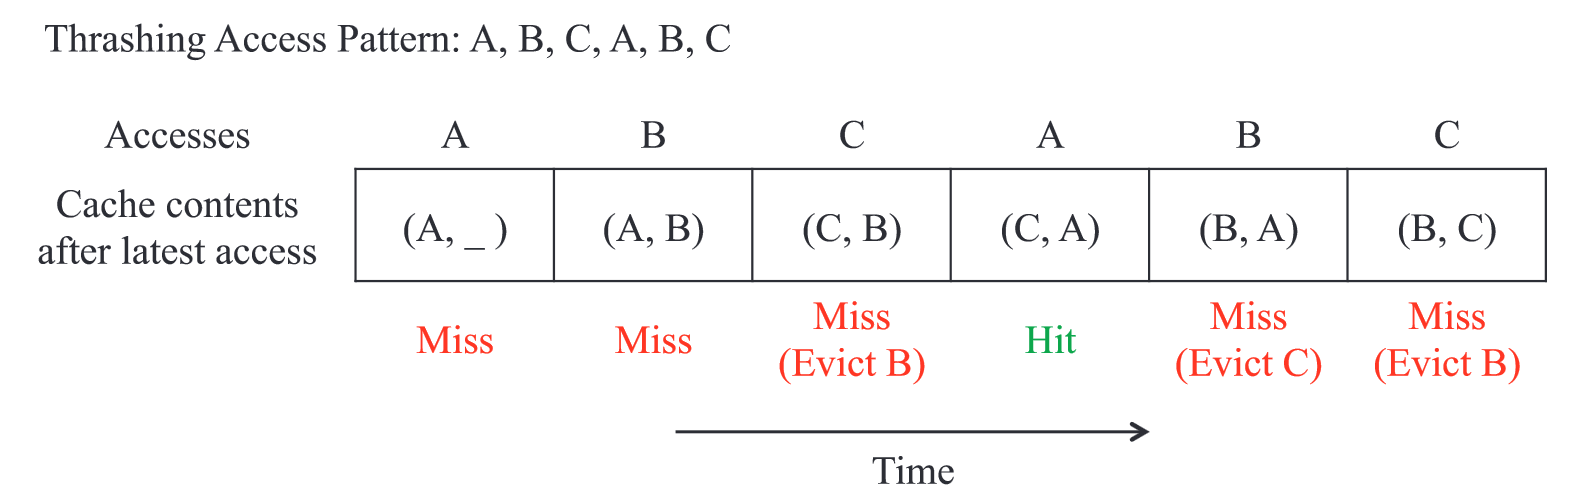 Thrashing Access Pattern: A, B, C, A, B, C
Accesses A B C A B C
Cache contents
after latest access
(A, _ ) (A, B) (C, B) (C, A) (B, A) (B, C)
Miss Miss Miss
(Evict B) Hit Miss
(Evict C) Miss
(Evict B)
Time